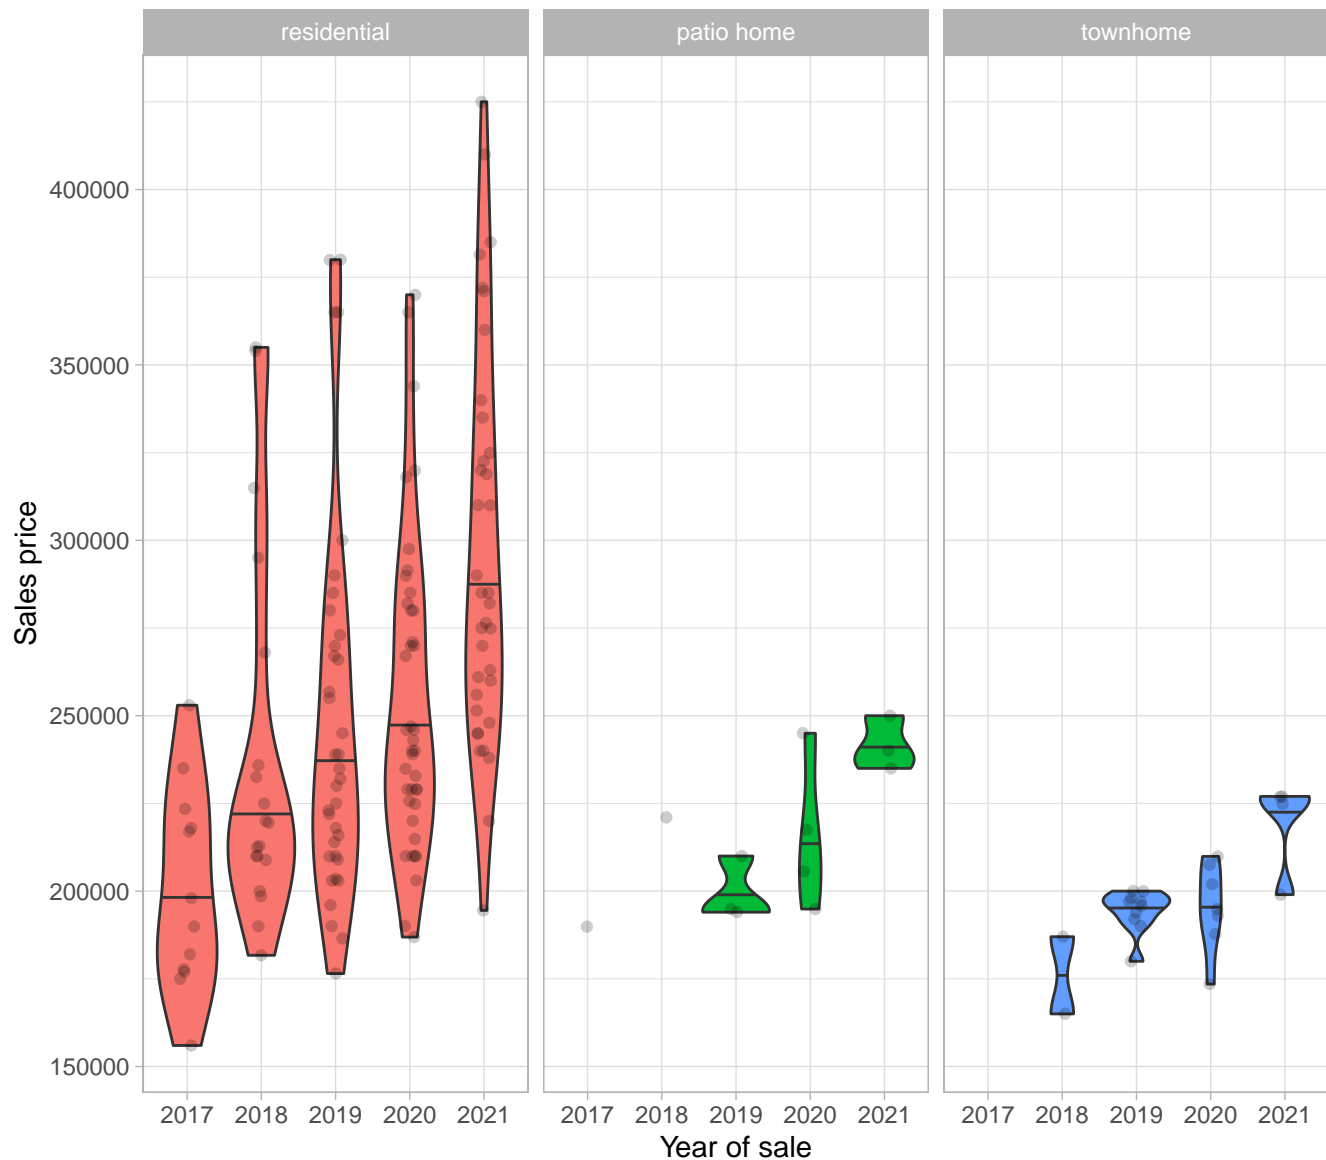 residential patio home townhome
400000
350000
300000
250000
200000
150000
Sales price
2017 2018 2019 2020 2021 2017 2018 2019 2020 2021 2017 2018 2019 2020 2021
Year of sale